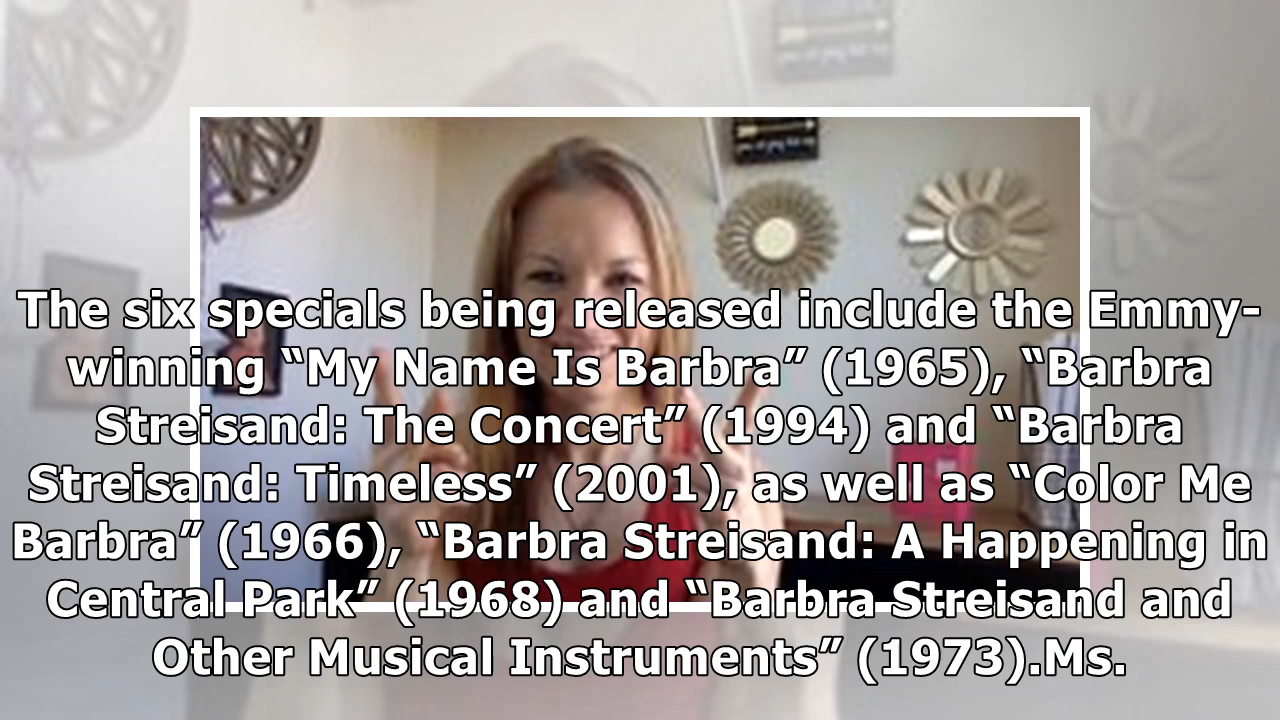 The six specials being released include the Emmy-
winning “My Name Is Barbra” (1965), “Barbra
Streisand: The Concert” (1994) and “Barbra
Streisand: Timeless” (2001), as well as “Color Me
Barbra” (1966), “Barbra Streisand: A Happening in
Central Park” (1968) and “Barbra Streisand and
Other Musical Instruments” (1973).Ms.